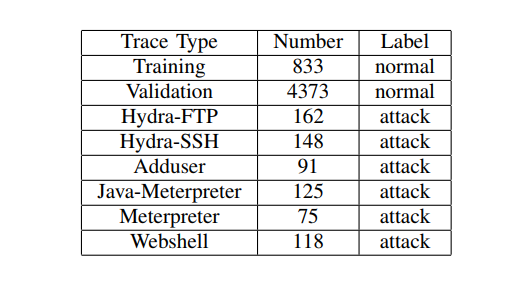 Trace Type Number Label
Training 833 normal
Validation 4373 normal
Hydra-FTP 162 attack
Hydra-SSH 148 attack
Adduser 91 attack
Java-Meterpreter 125 attack
Meterpreter 75 attack
Webshell 118 attack